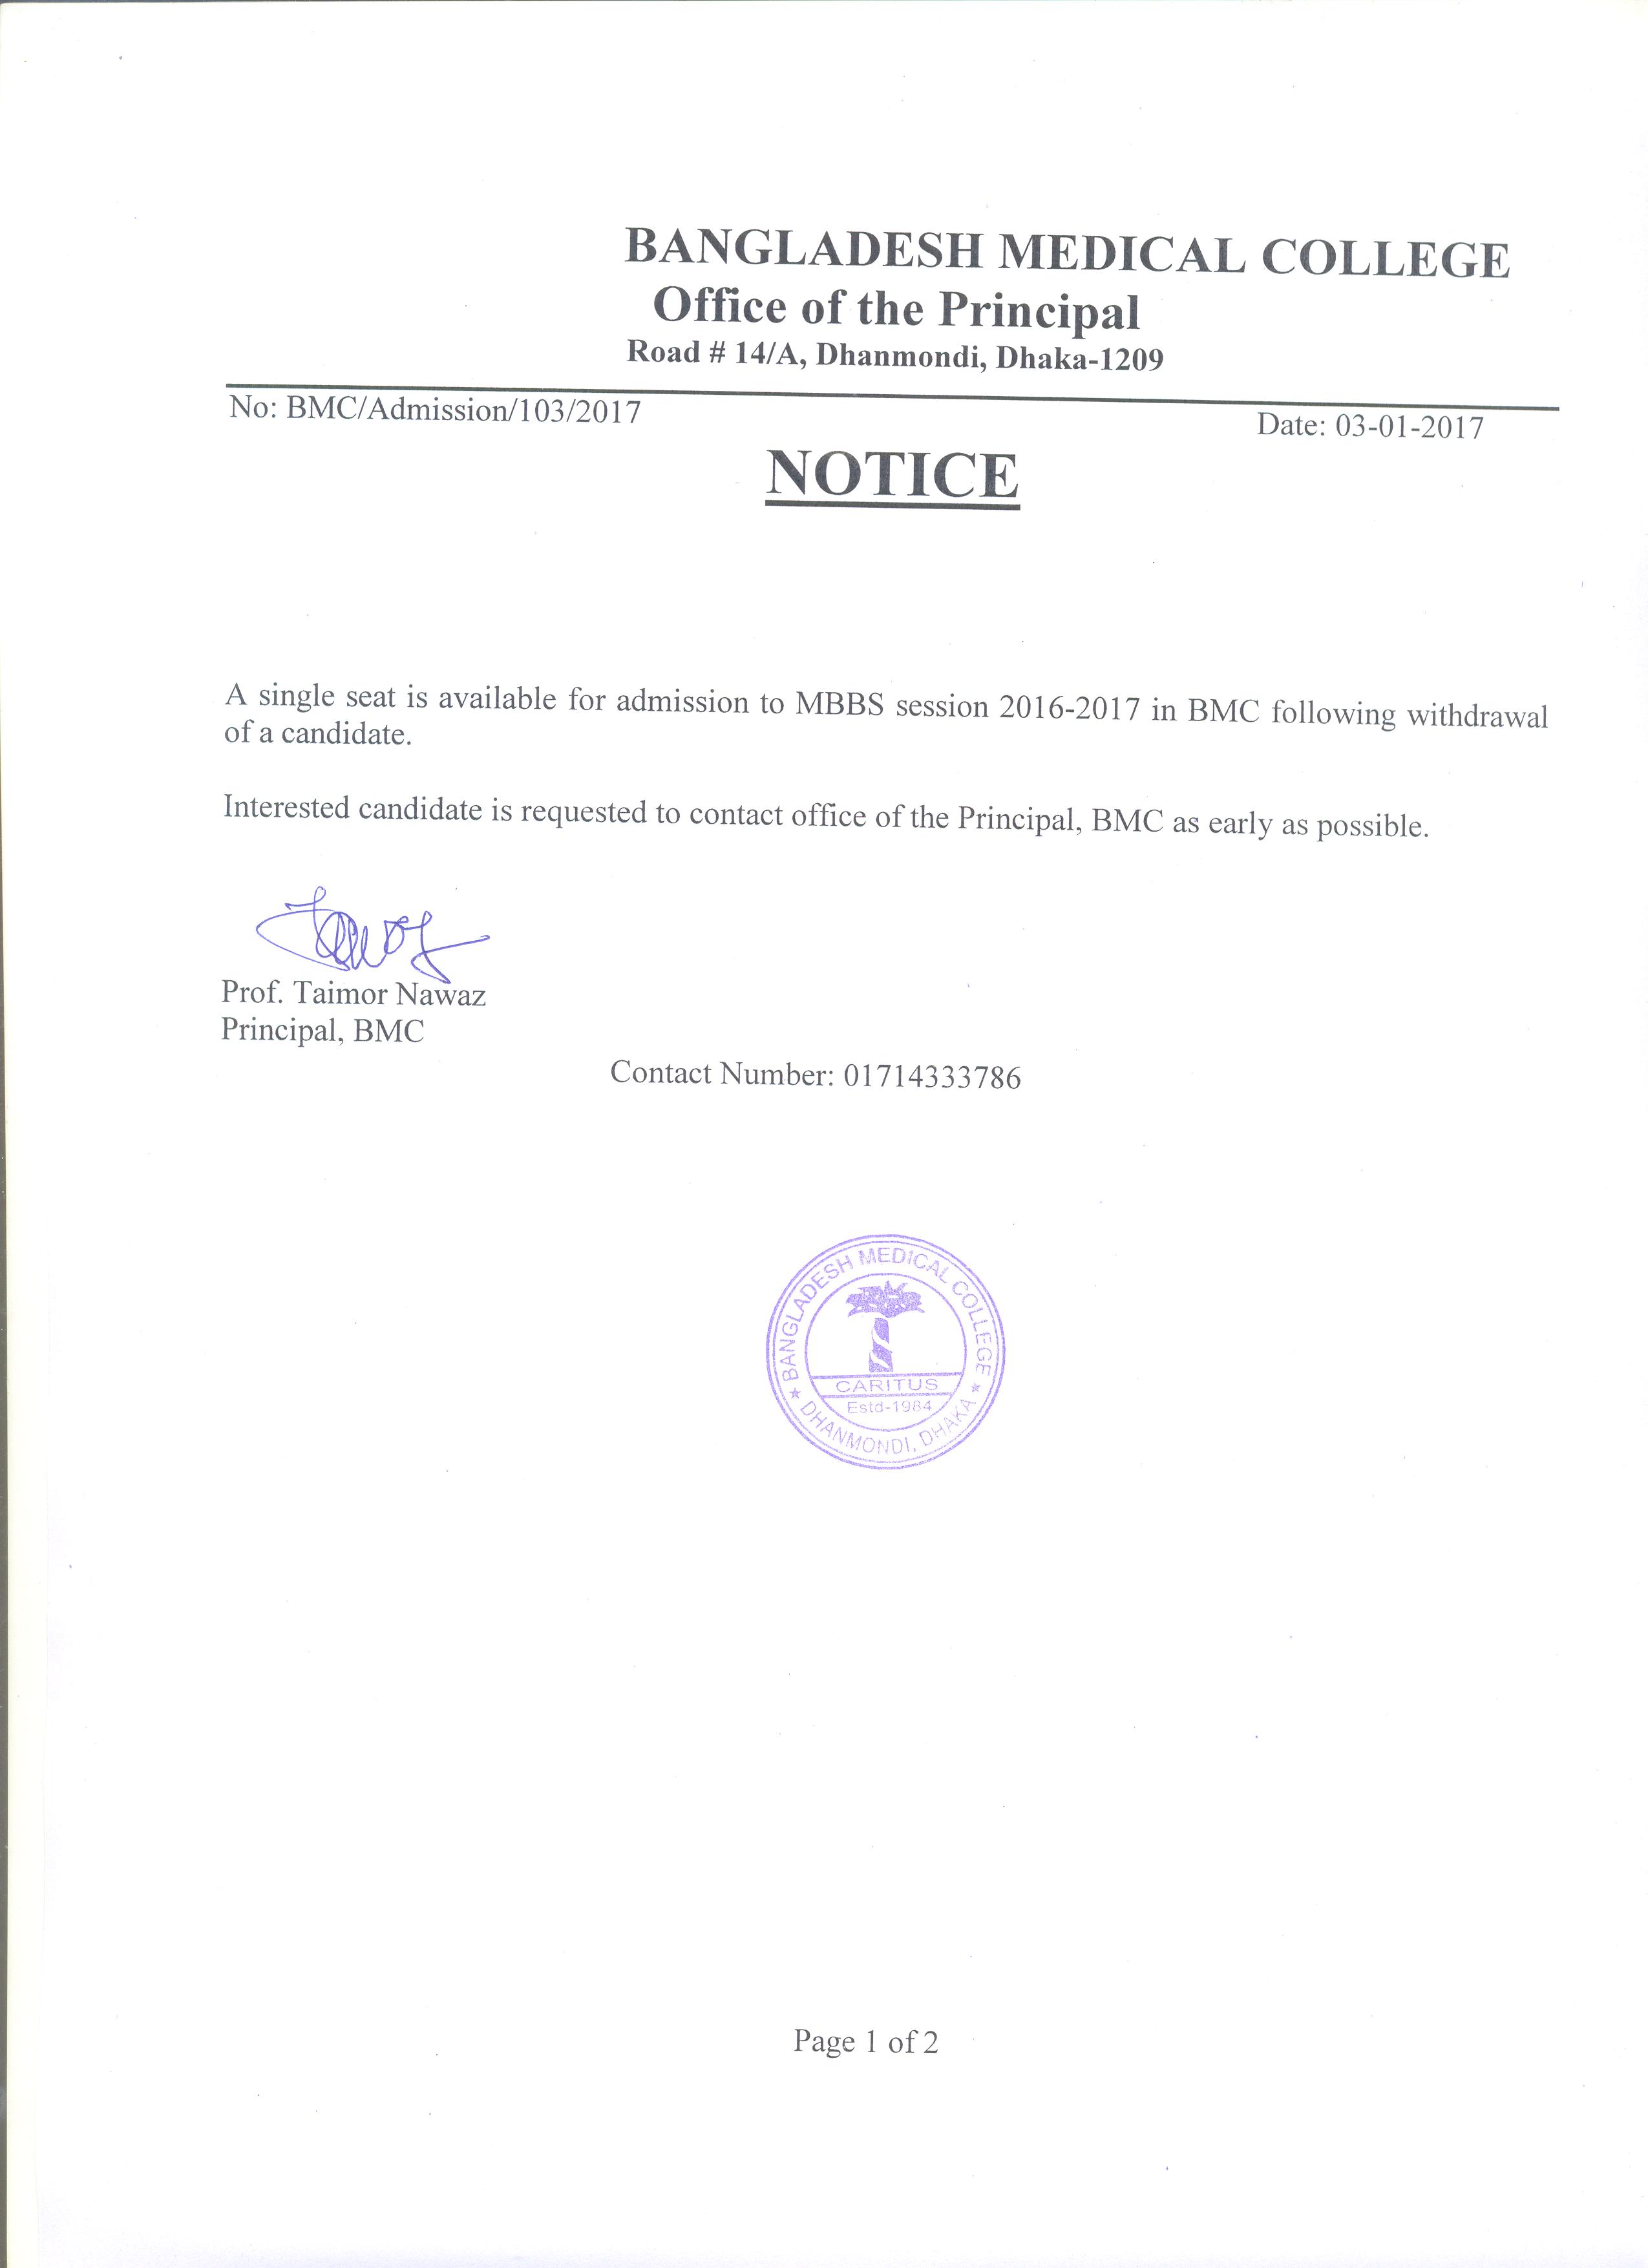 BANGLADESH MEDICAL COLLEGE
Office of the Principal
Road # 14/A, Dhanmondi, Dhaka-1209
No: BMC/Admission/103/2017
Date: 03-01-2017
NOTICE
A single seat is available for admission to MBBS session 2016-2017 in BMC following withdrawal
of a candidate.
Interested candidate is requested to contact office of the Principal, BMC as early as possible.
Prof. Taimor Nawaz
Principal, BMC
Contact Number: 01714333786
BANGLADESH MEDICAL COLLEGE
CARITUS
Estd-1984
DHANMONDI, DHAKA
Page 1 of 2